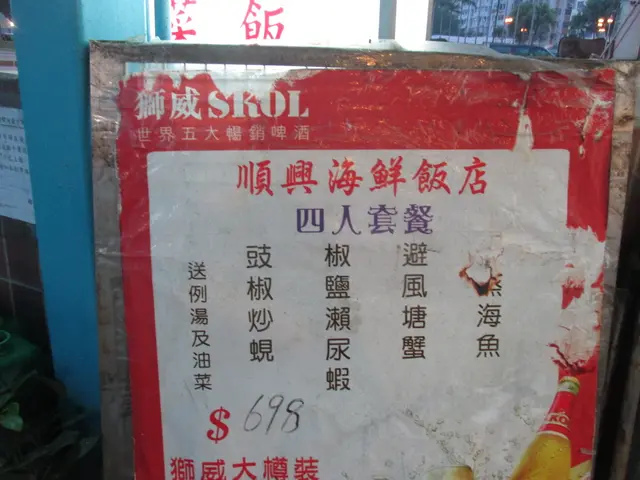 菜飯
獅威SKOL
世界五大暢銷啤酒
順興海鮮飯店
四人套餐
海魚
避風塘蟹
椒鹽瀨尿蝦
豉椒炒蜆
送例湯及油菜
$698
獅威大樽裝